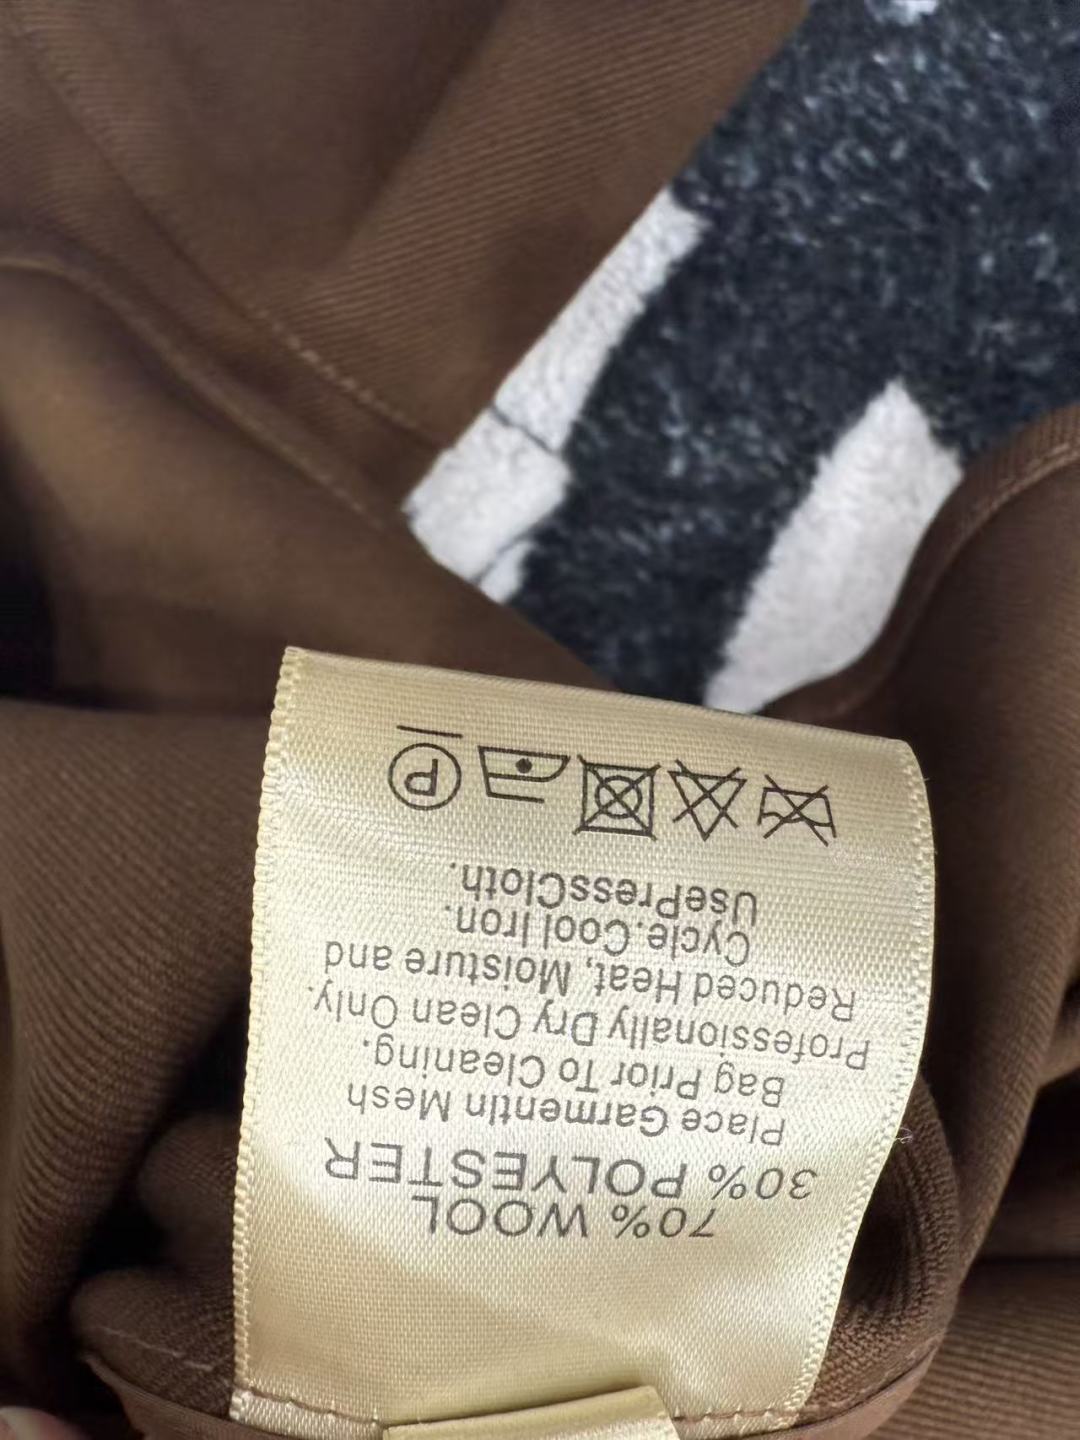 70% WOOL
30% POLYESTER
Place Garmentin Mesh
Bag Prior To Cleaning.
Professionally Dry Clean Only.
Reduced Heat, Moisture and
Cycle.Cool Iron.
UsePressCloth.
P